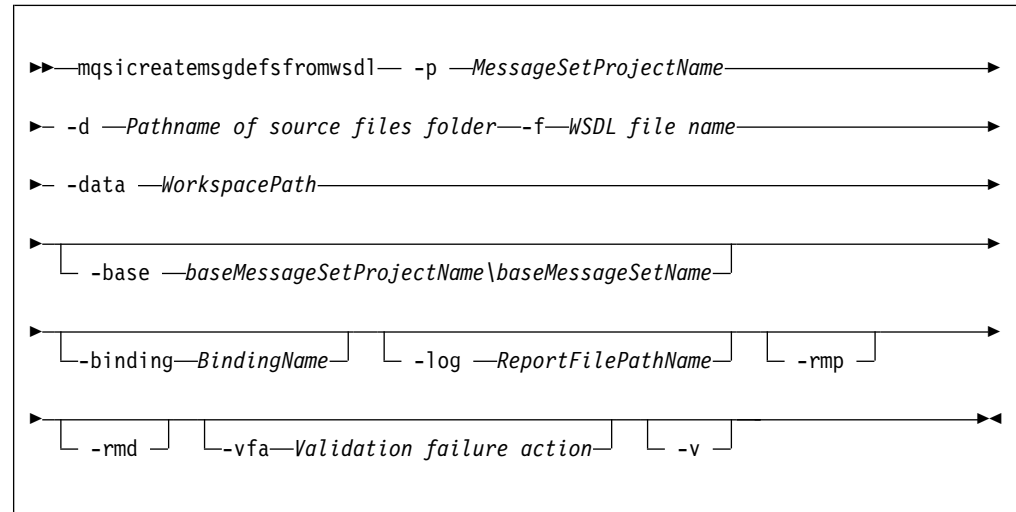 mqsicreatemsgdefsfromwsdl -p MessageSetProjectName
-d Pathname of source files folder -f WSDL file name
-data WorkspacePath
-base baseMessageSetProjectName\baseMessageSetName
-binding BindingName -log ReportFilePathName -rmp
-rmd -vfa Validation failure action -v